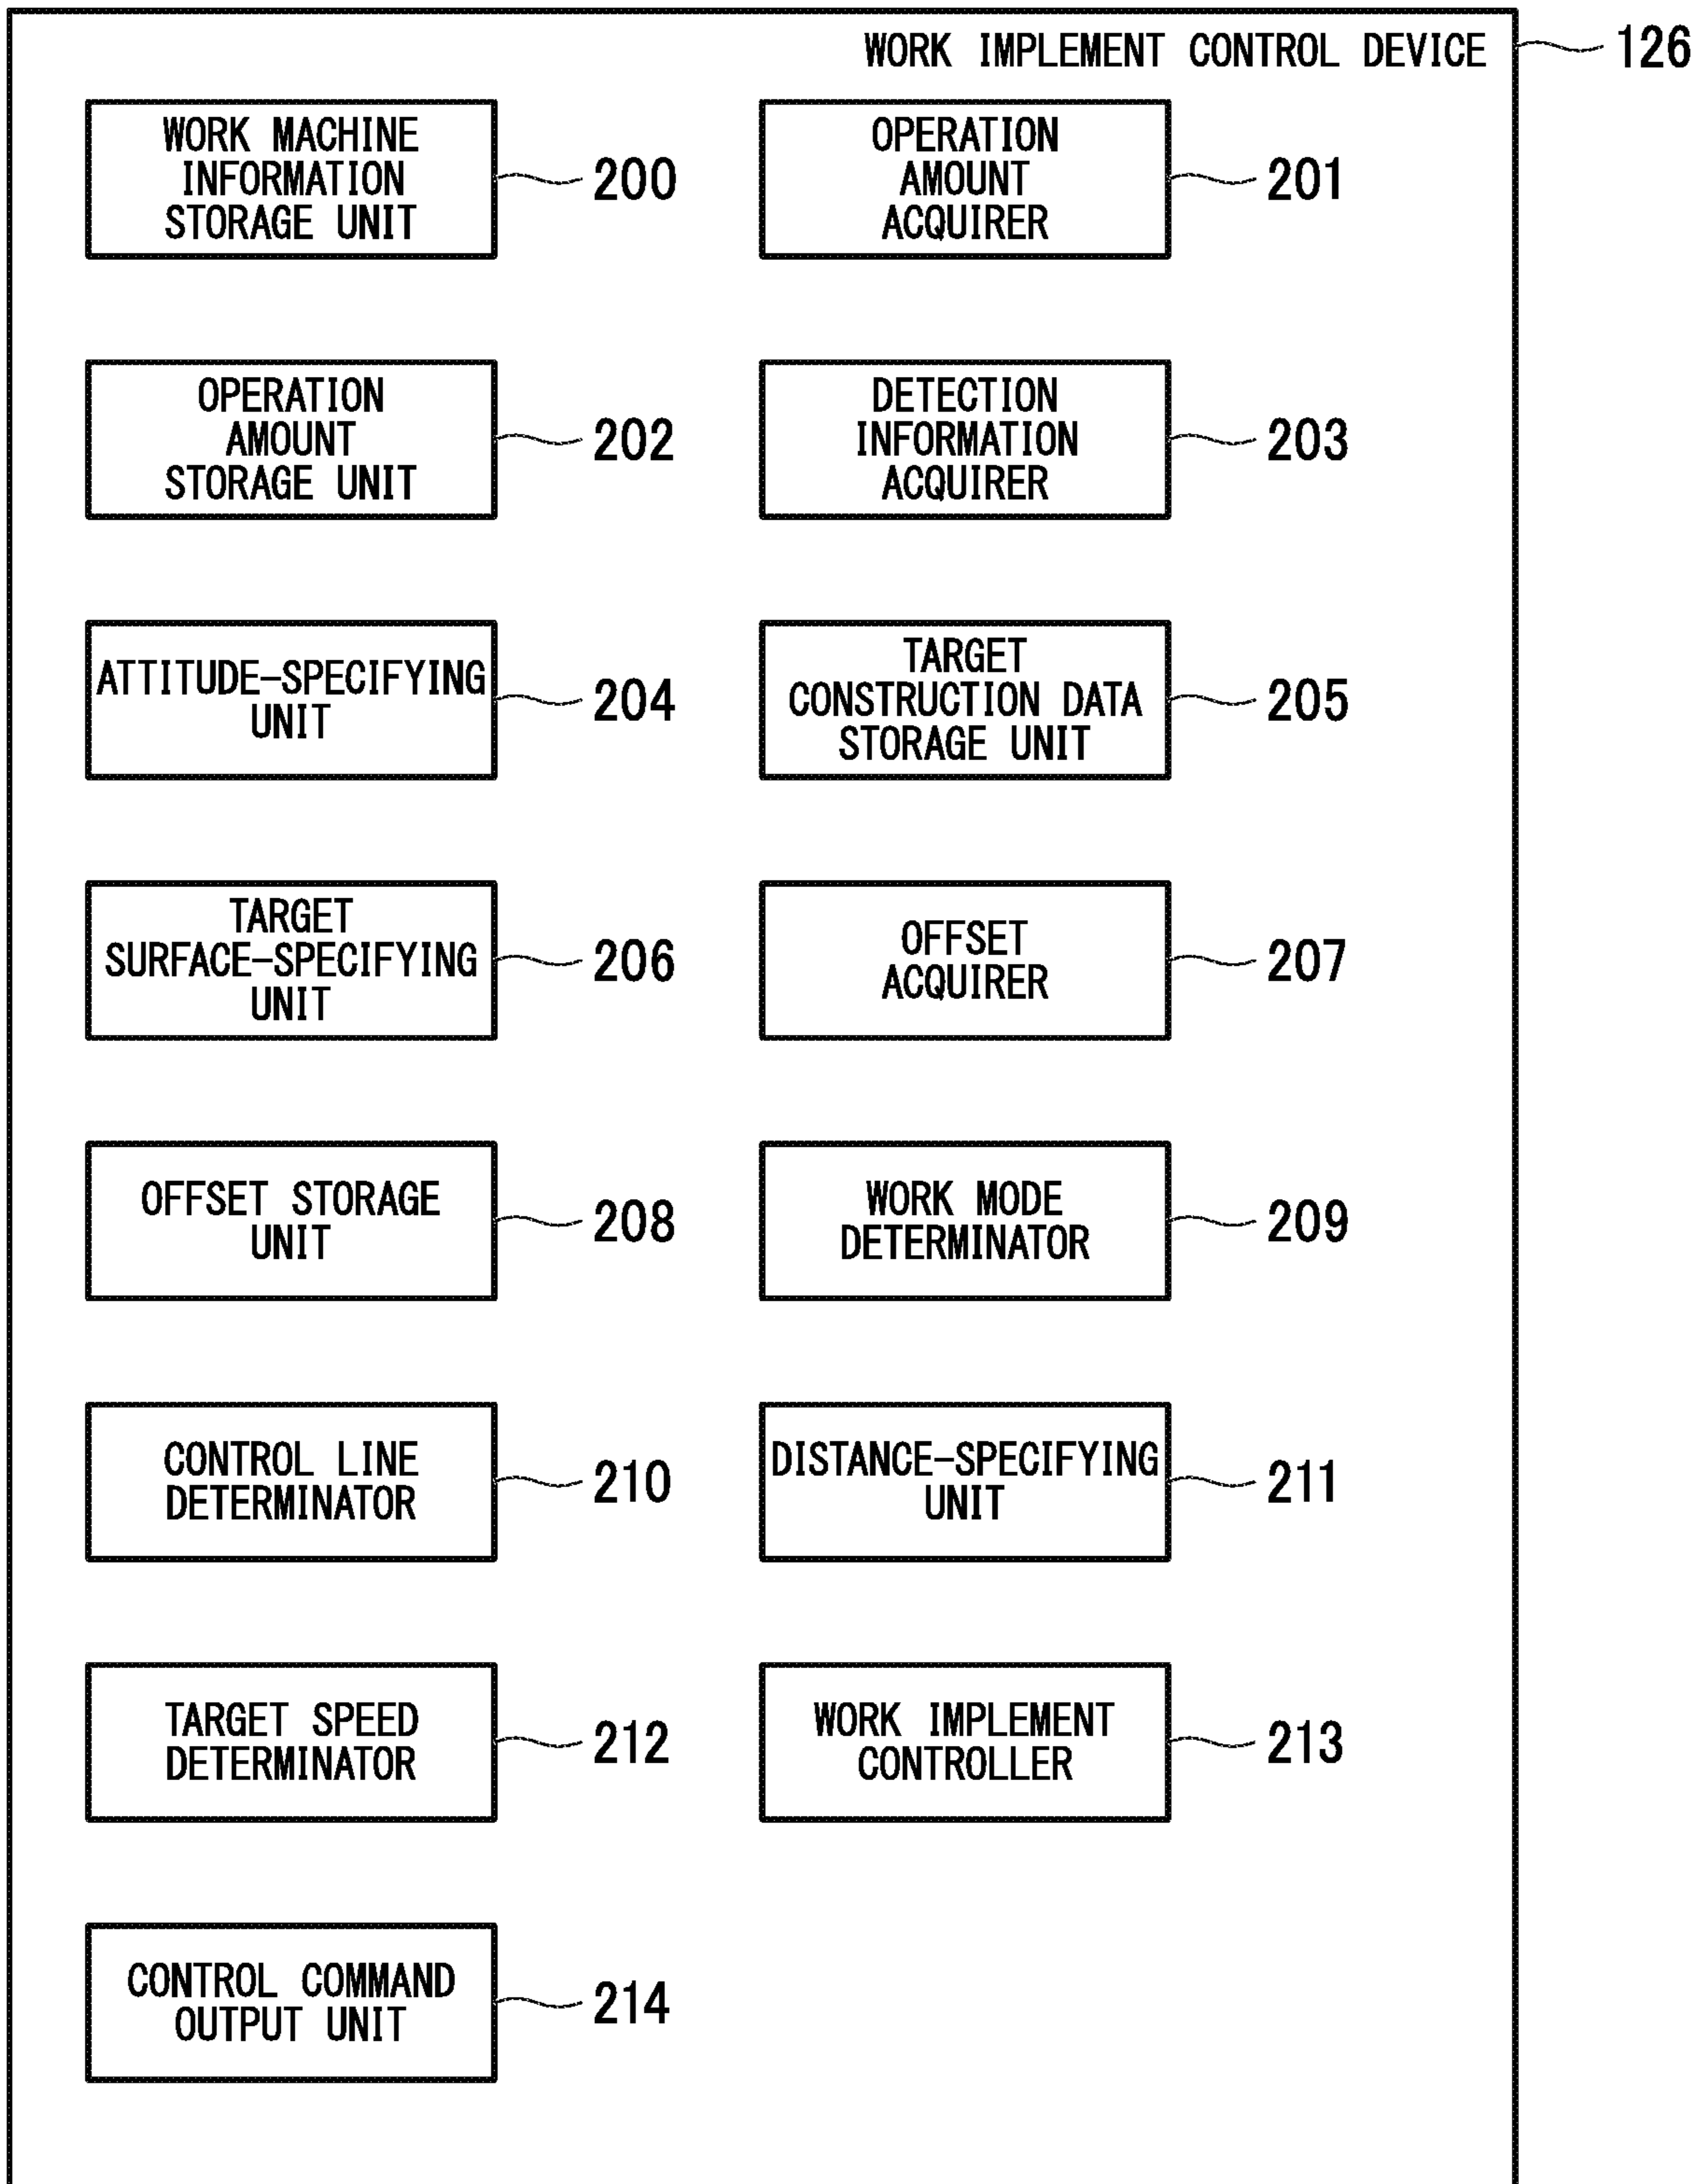 WORK IMPLEMENT CONTROL DEVICE
126
WORK MACHINE
INFORMATION
STORAGE UNIT
200
OPERATION
AMOUNT
ACQUIRER
201
OPERATION
AMOUNT
STORAGE UNIT
202
DETECTION
INFORMATION
ACQUIRER
203
ATTITUDE-SPECIFYING
UNIT
204
TARGET
CONSTRUCTION DATA
STORAGE UNIT
205
TARGET
SURFACE-SPECIFYING
UNIT
206
OFFSET
ACQUIRER
207
OFFSET STORAGE
UNIT
208
WORK MODE
DETERMINATOR
209
CONTROL LINE
DETERMINATOR
210
DISTANCE-SPECIFYING
UNIT
211
TARGET SPEED
DETERMINATOR
212
WORK IMPLEMENT
CONTROLLER
213
CONTROL COMMAND
OUTPUT UNIT
214